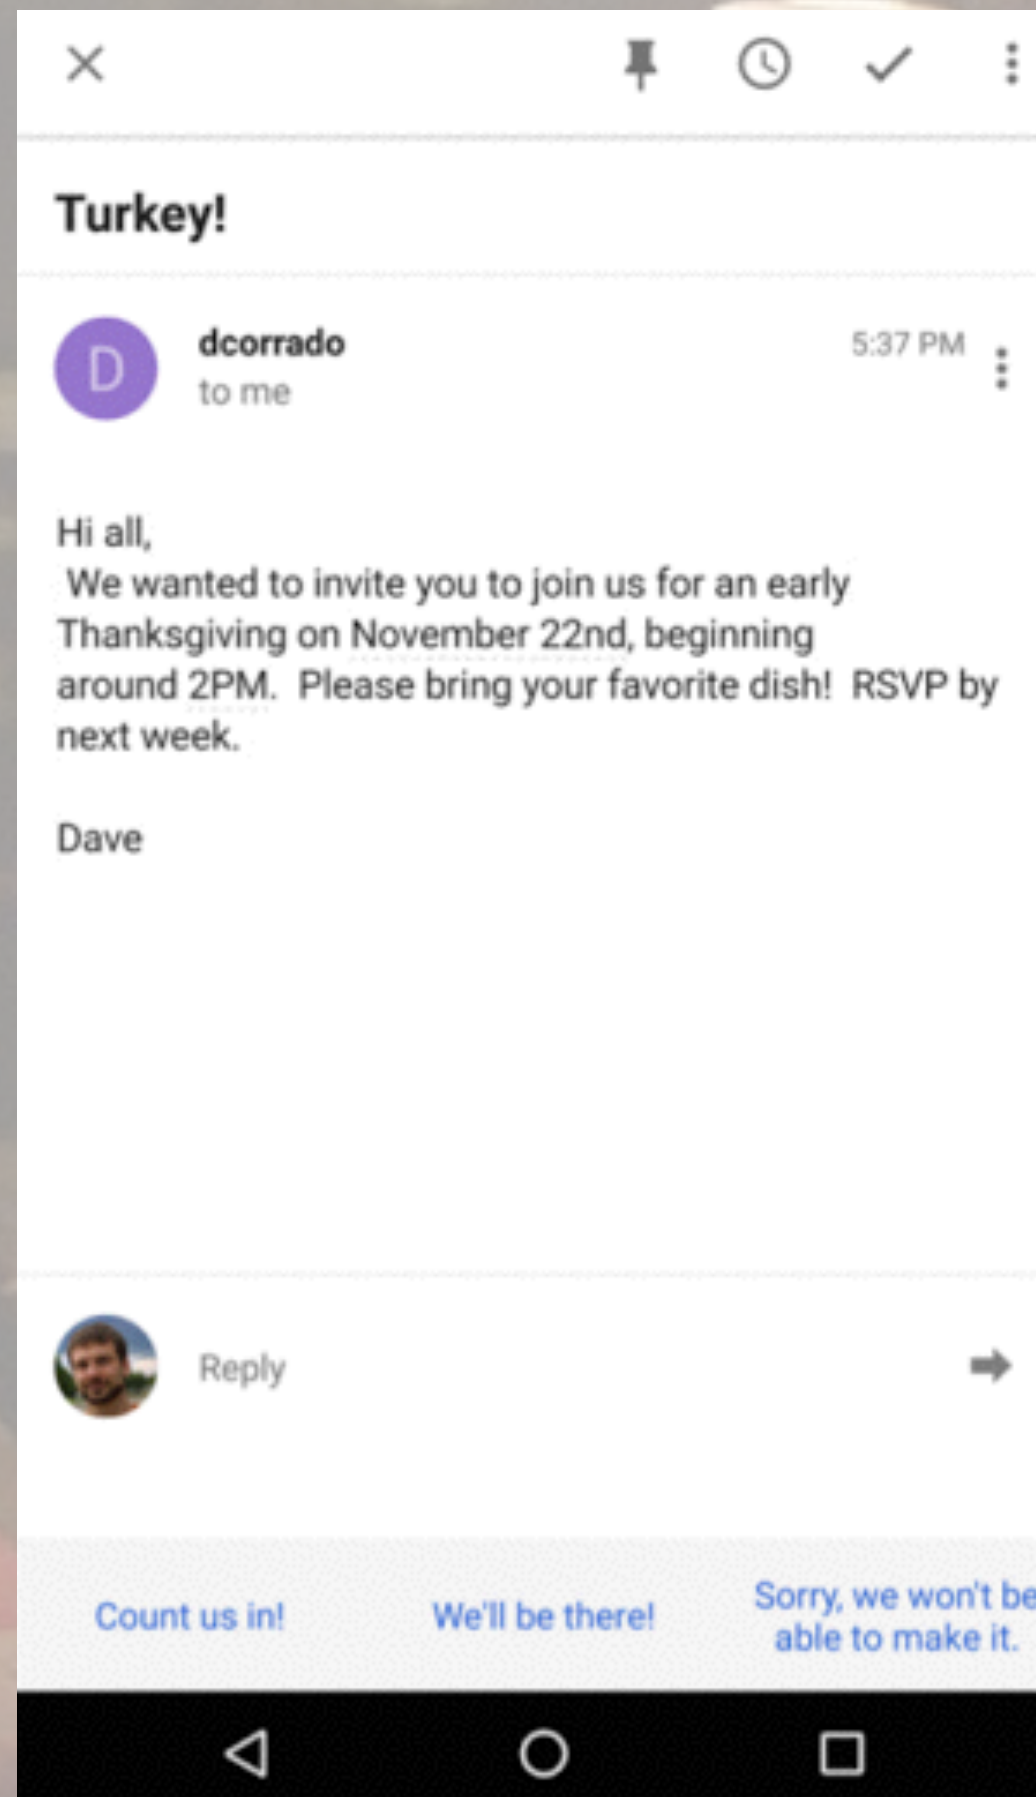 Turkey!
D
dcorrado
5:37 PM
to me
Hi all,
We wanted to invite you to join us for an early
Thanksgiving on November 22nd, beginning
around 2PM.  Please bring your favorite dish!  RSVP by
next week.
Dave
Reply
Count us in!
We'll be there!
Sorry, we won't be
able to make it.